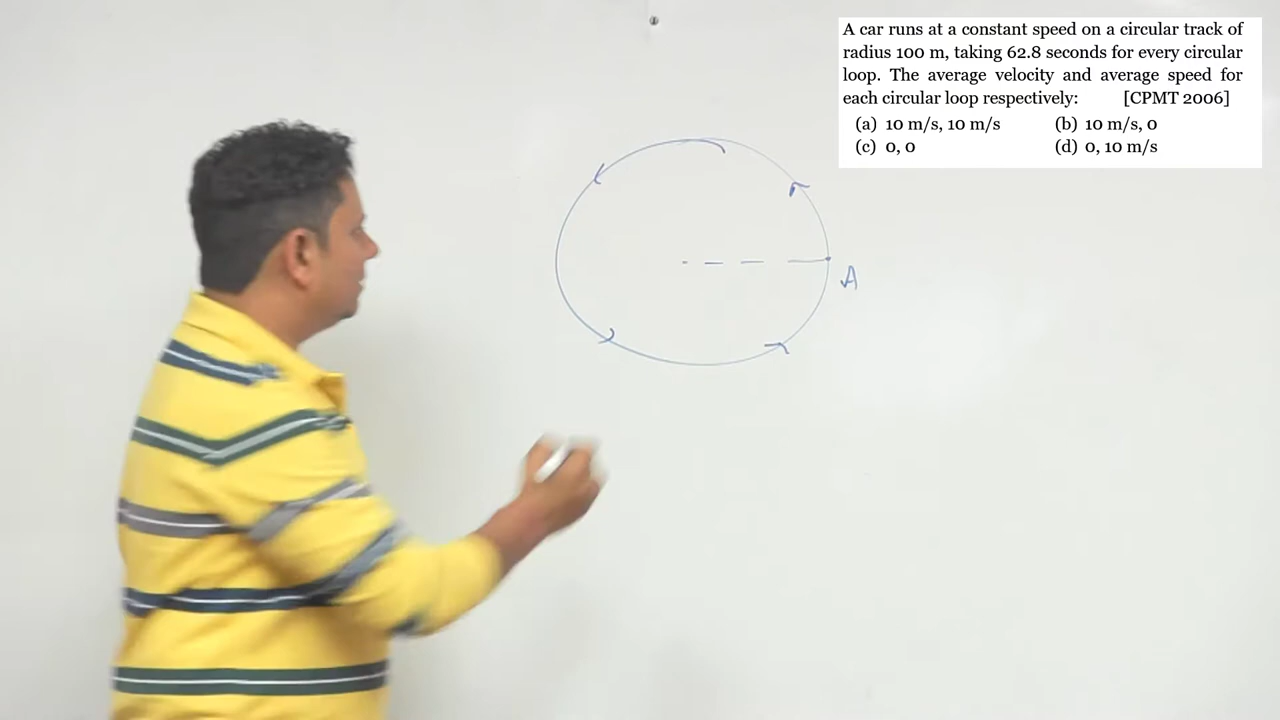 A car runs at a constant speed on a circular track of
radius 100 m, taking 62.8 seconds for every circular
loop. The average velocity and average speed for
each circular loop respectively: [CPMT 2006]
(a) 10 m/s, 10 m/s (b) 10 m/s, 0
(c) 0, 0 (d) 0, 10 m/s
A